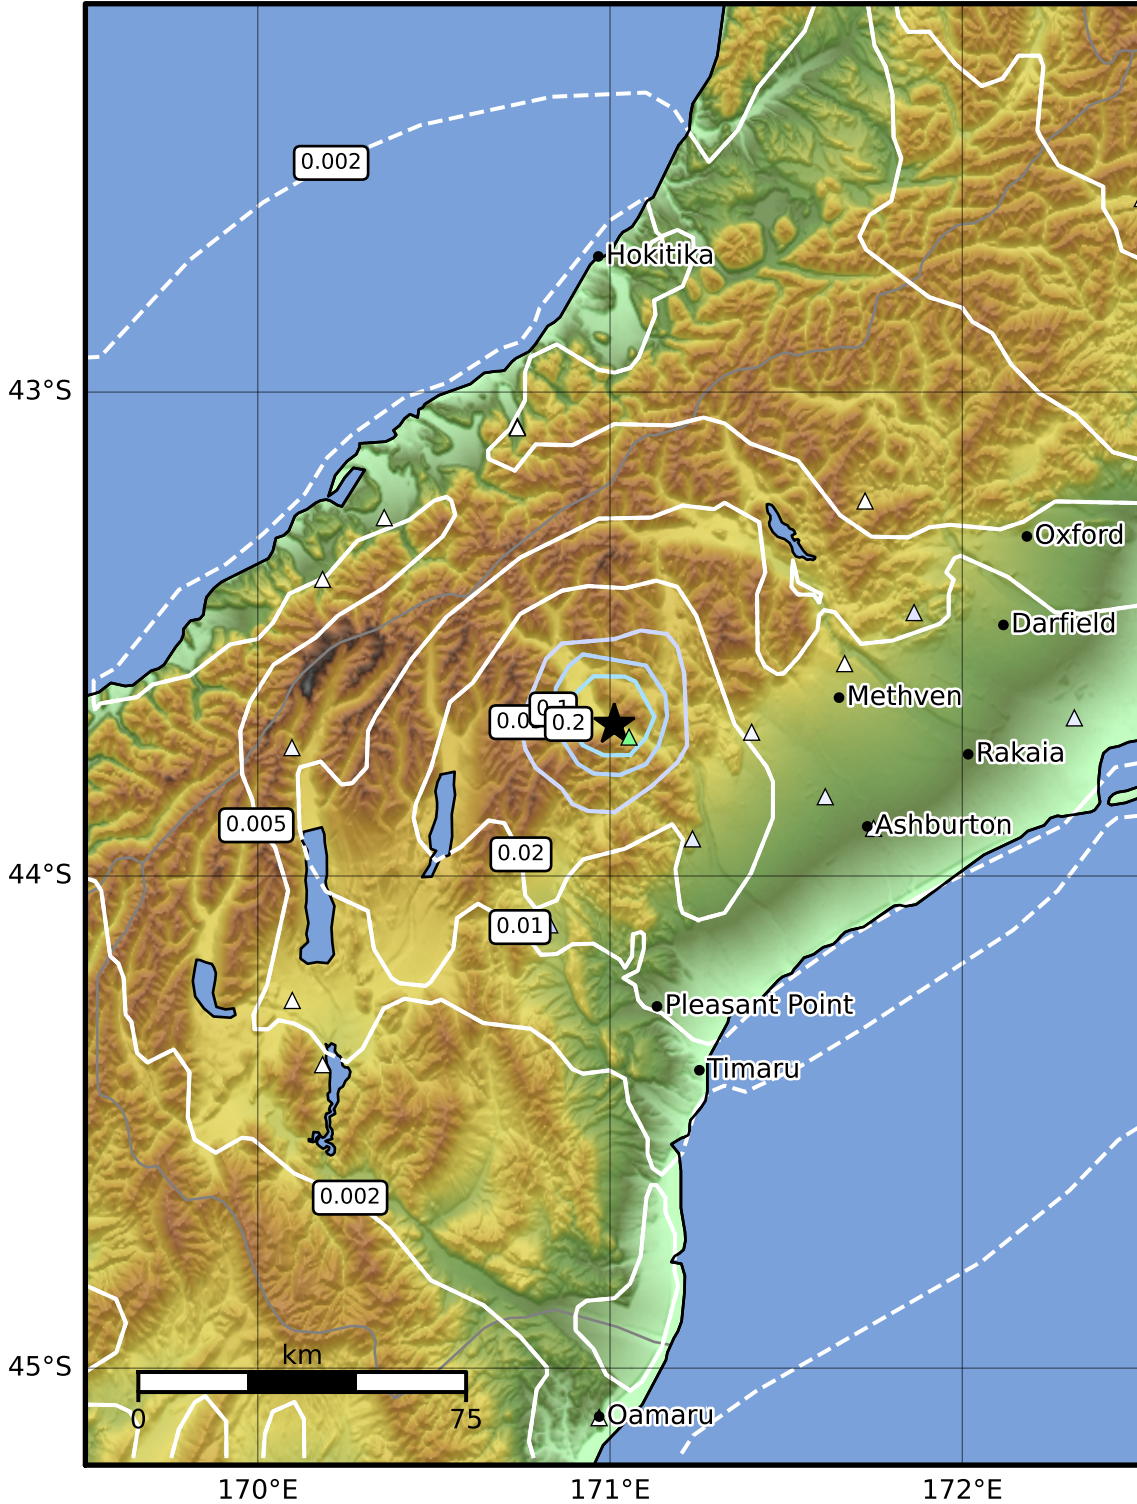 0.002
Hokitika
43°S
Oxford
Darfield
Methven
0.1
0.2
Rakaia
0.005
Ashburton
0.02
44°S
0.01
Pleasant Point
Timaru
0.002
km
45°S
0
75
Oamaru
170°E
171°E
172°E